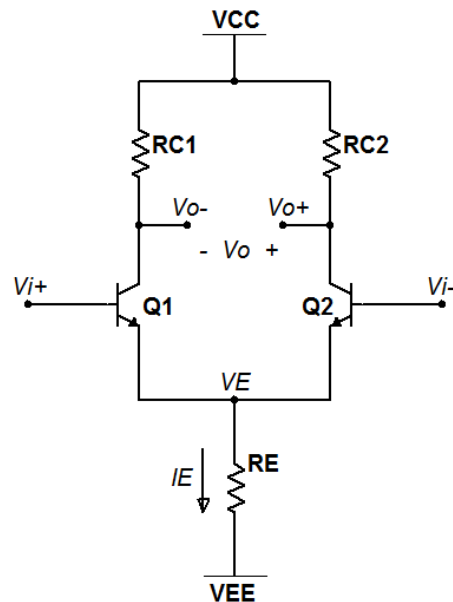 VCC
RC1 RC2
Vo- Vo+
- Vo +
Vi+ Q1 Q2 Vi-
VE
RE
IE
VEE